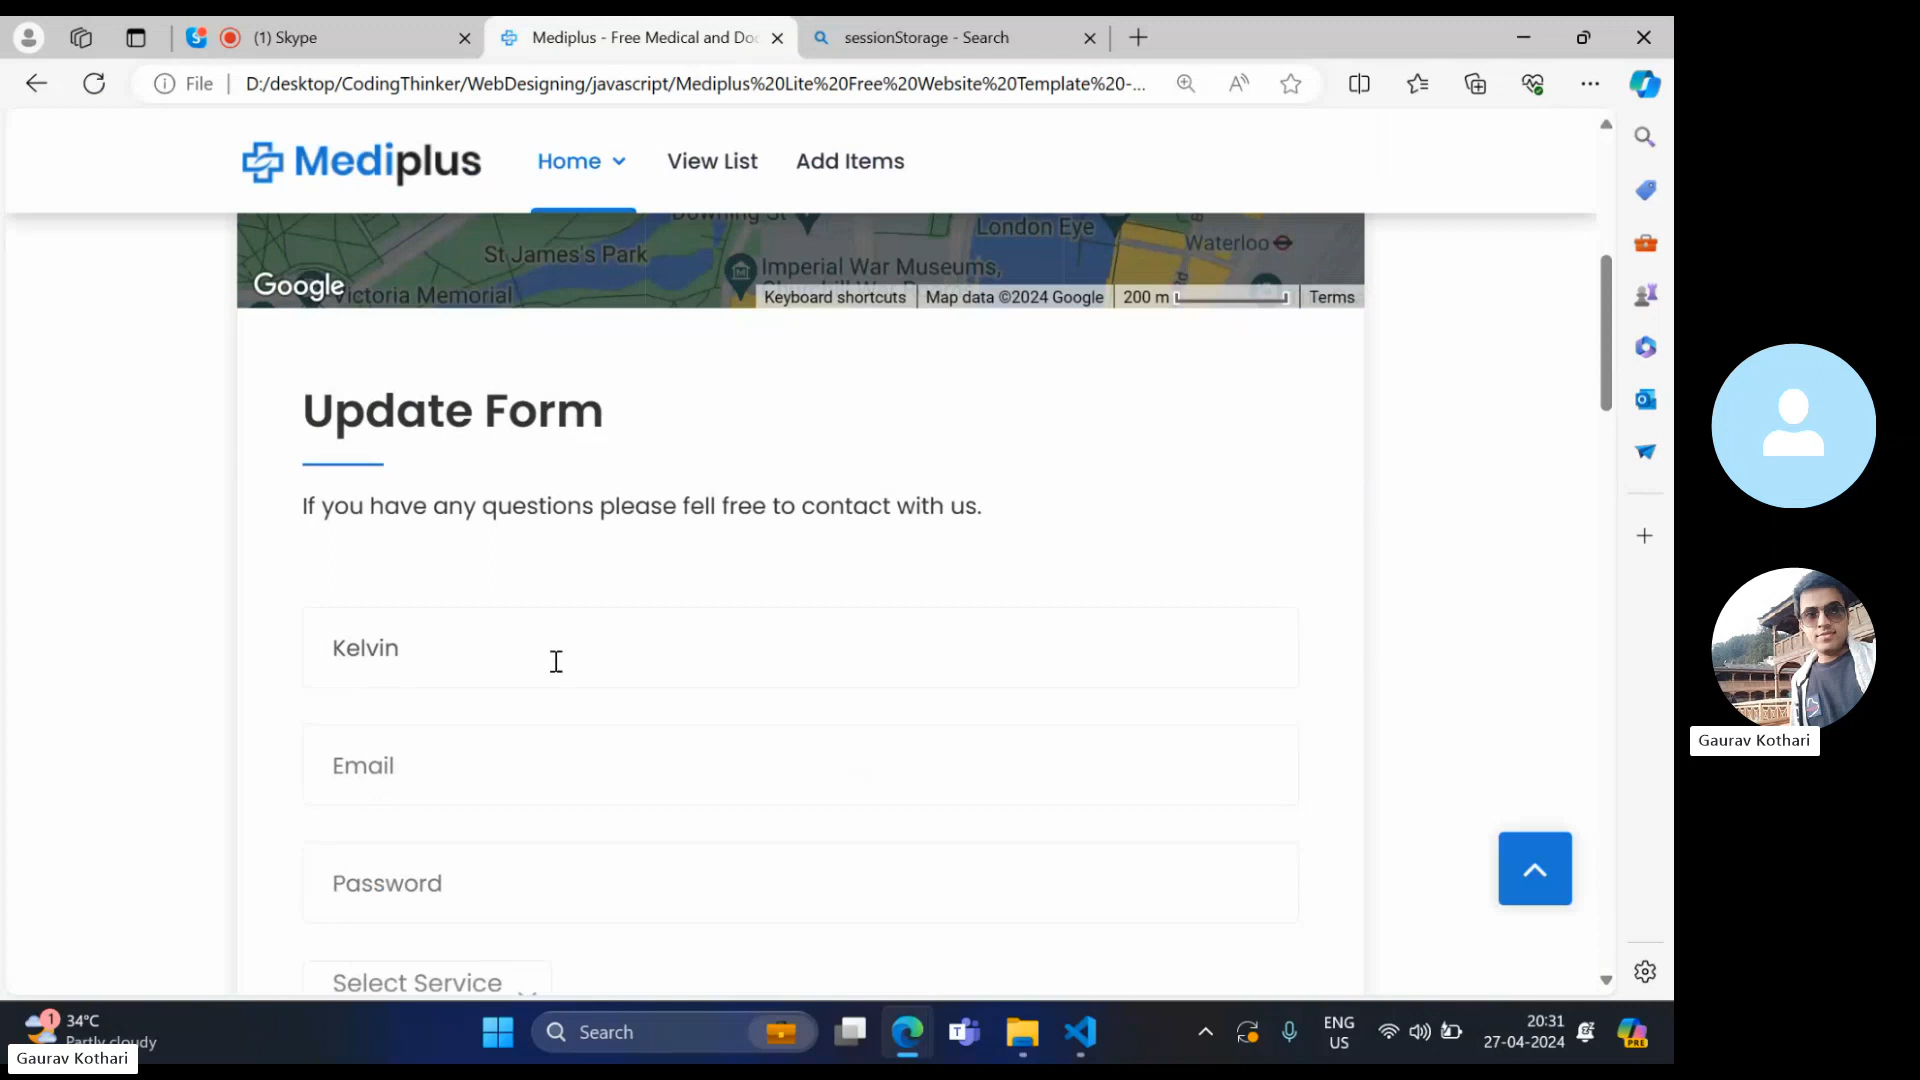 (1) Skype
Mediplus - Free Medical and Do
sessionStorage - Search
File
D:/desktop/CodingThinker/WebDesigning/javascript/Mediplus%20Lite%20Free%20Website%20Template%20-...
Mediplus
Home
View List
Add Items
Downing St
London Eye
St James's Park
Waterloo
Imperial War Museums,
Google
Victoria Memorial
Keyboard shortcuts
Map data ©2024 Google
200 m
Terms
Update Form
If you have any questions please fell free to contact with us.
Kelvin
Email
Password
Select Service
Gaurav Kothari
1
34°C
Partly cloudy
Gaurav Kothari
Search
ENG
US
20:31
27-04-2024
PRE